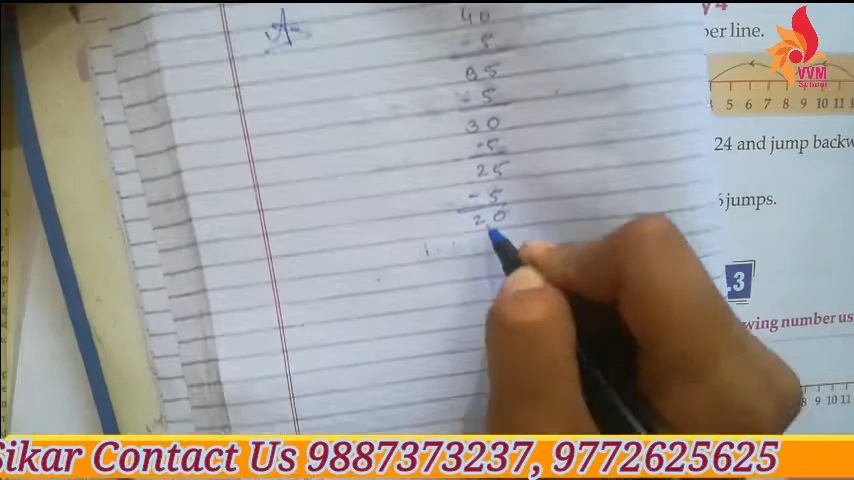 A
40
- 5
35
- 5
30
- 5
25
- 5
20
y4
per line.
VVM
School
4 5 6 7 8 9 10 11
24 and jump backw
5 jumps.
.3
wing number us
8 9 10 11
Sikar Contact Us 9887373237, 9772625625